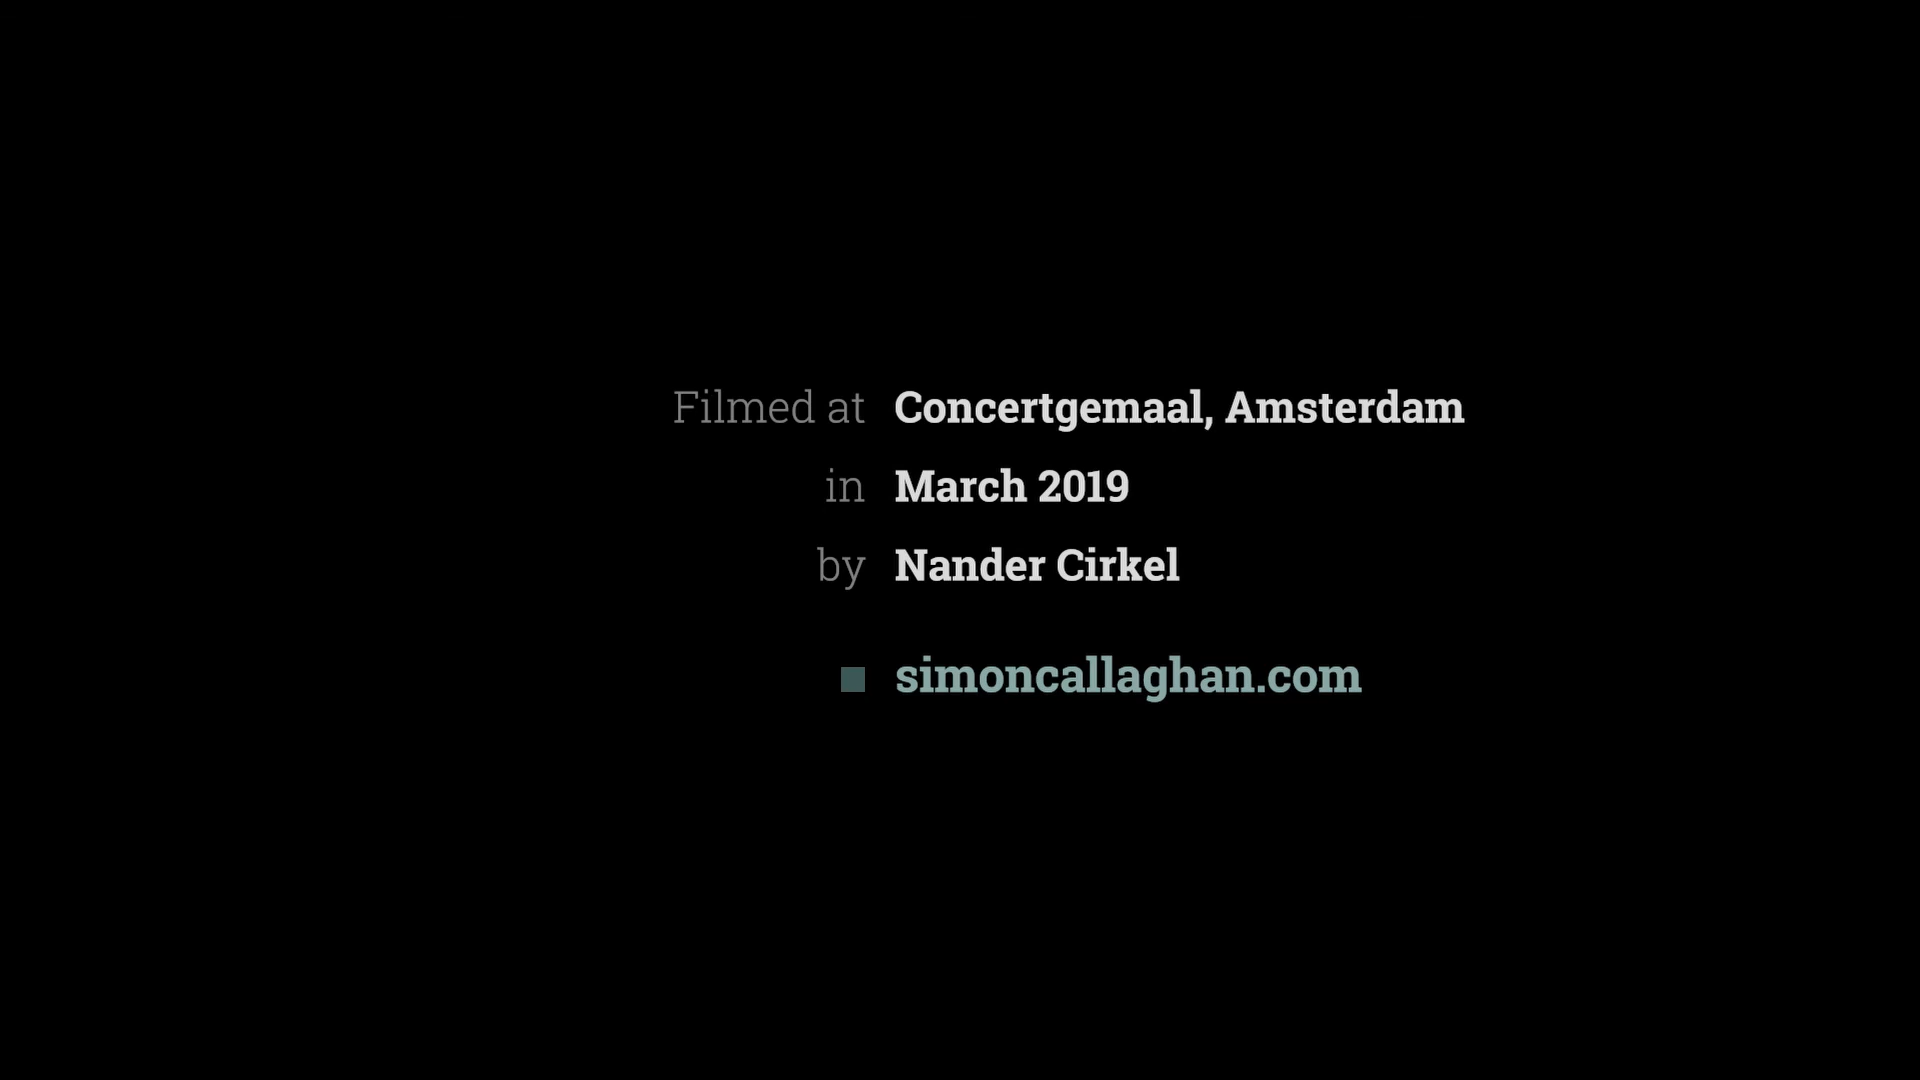 Filmed at Concertgemaal, Amsterdam
in March 2019
by Nander Cirkel
simoncallaghan.com